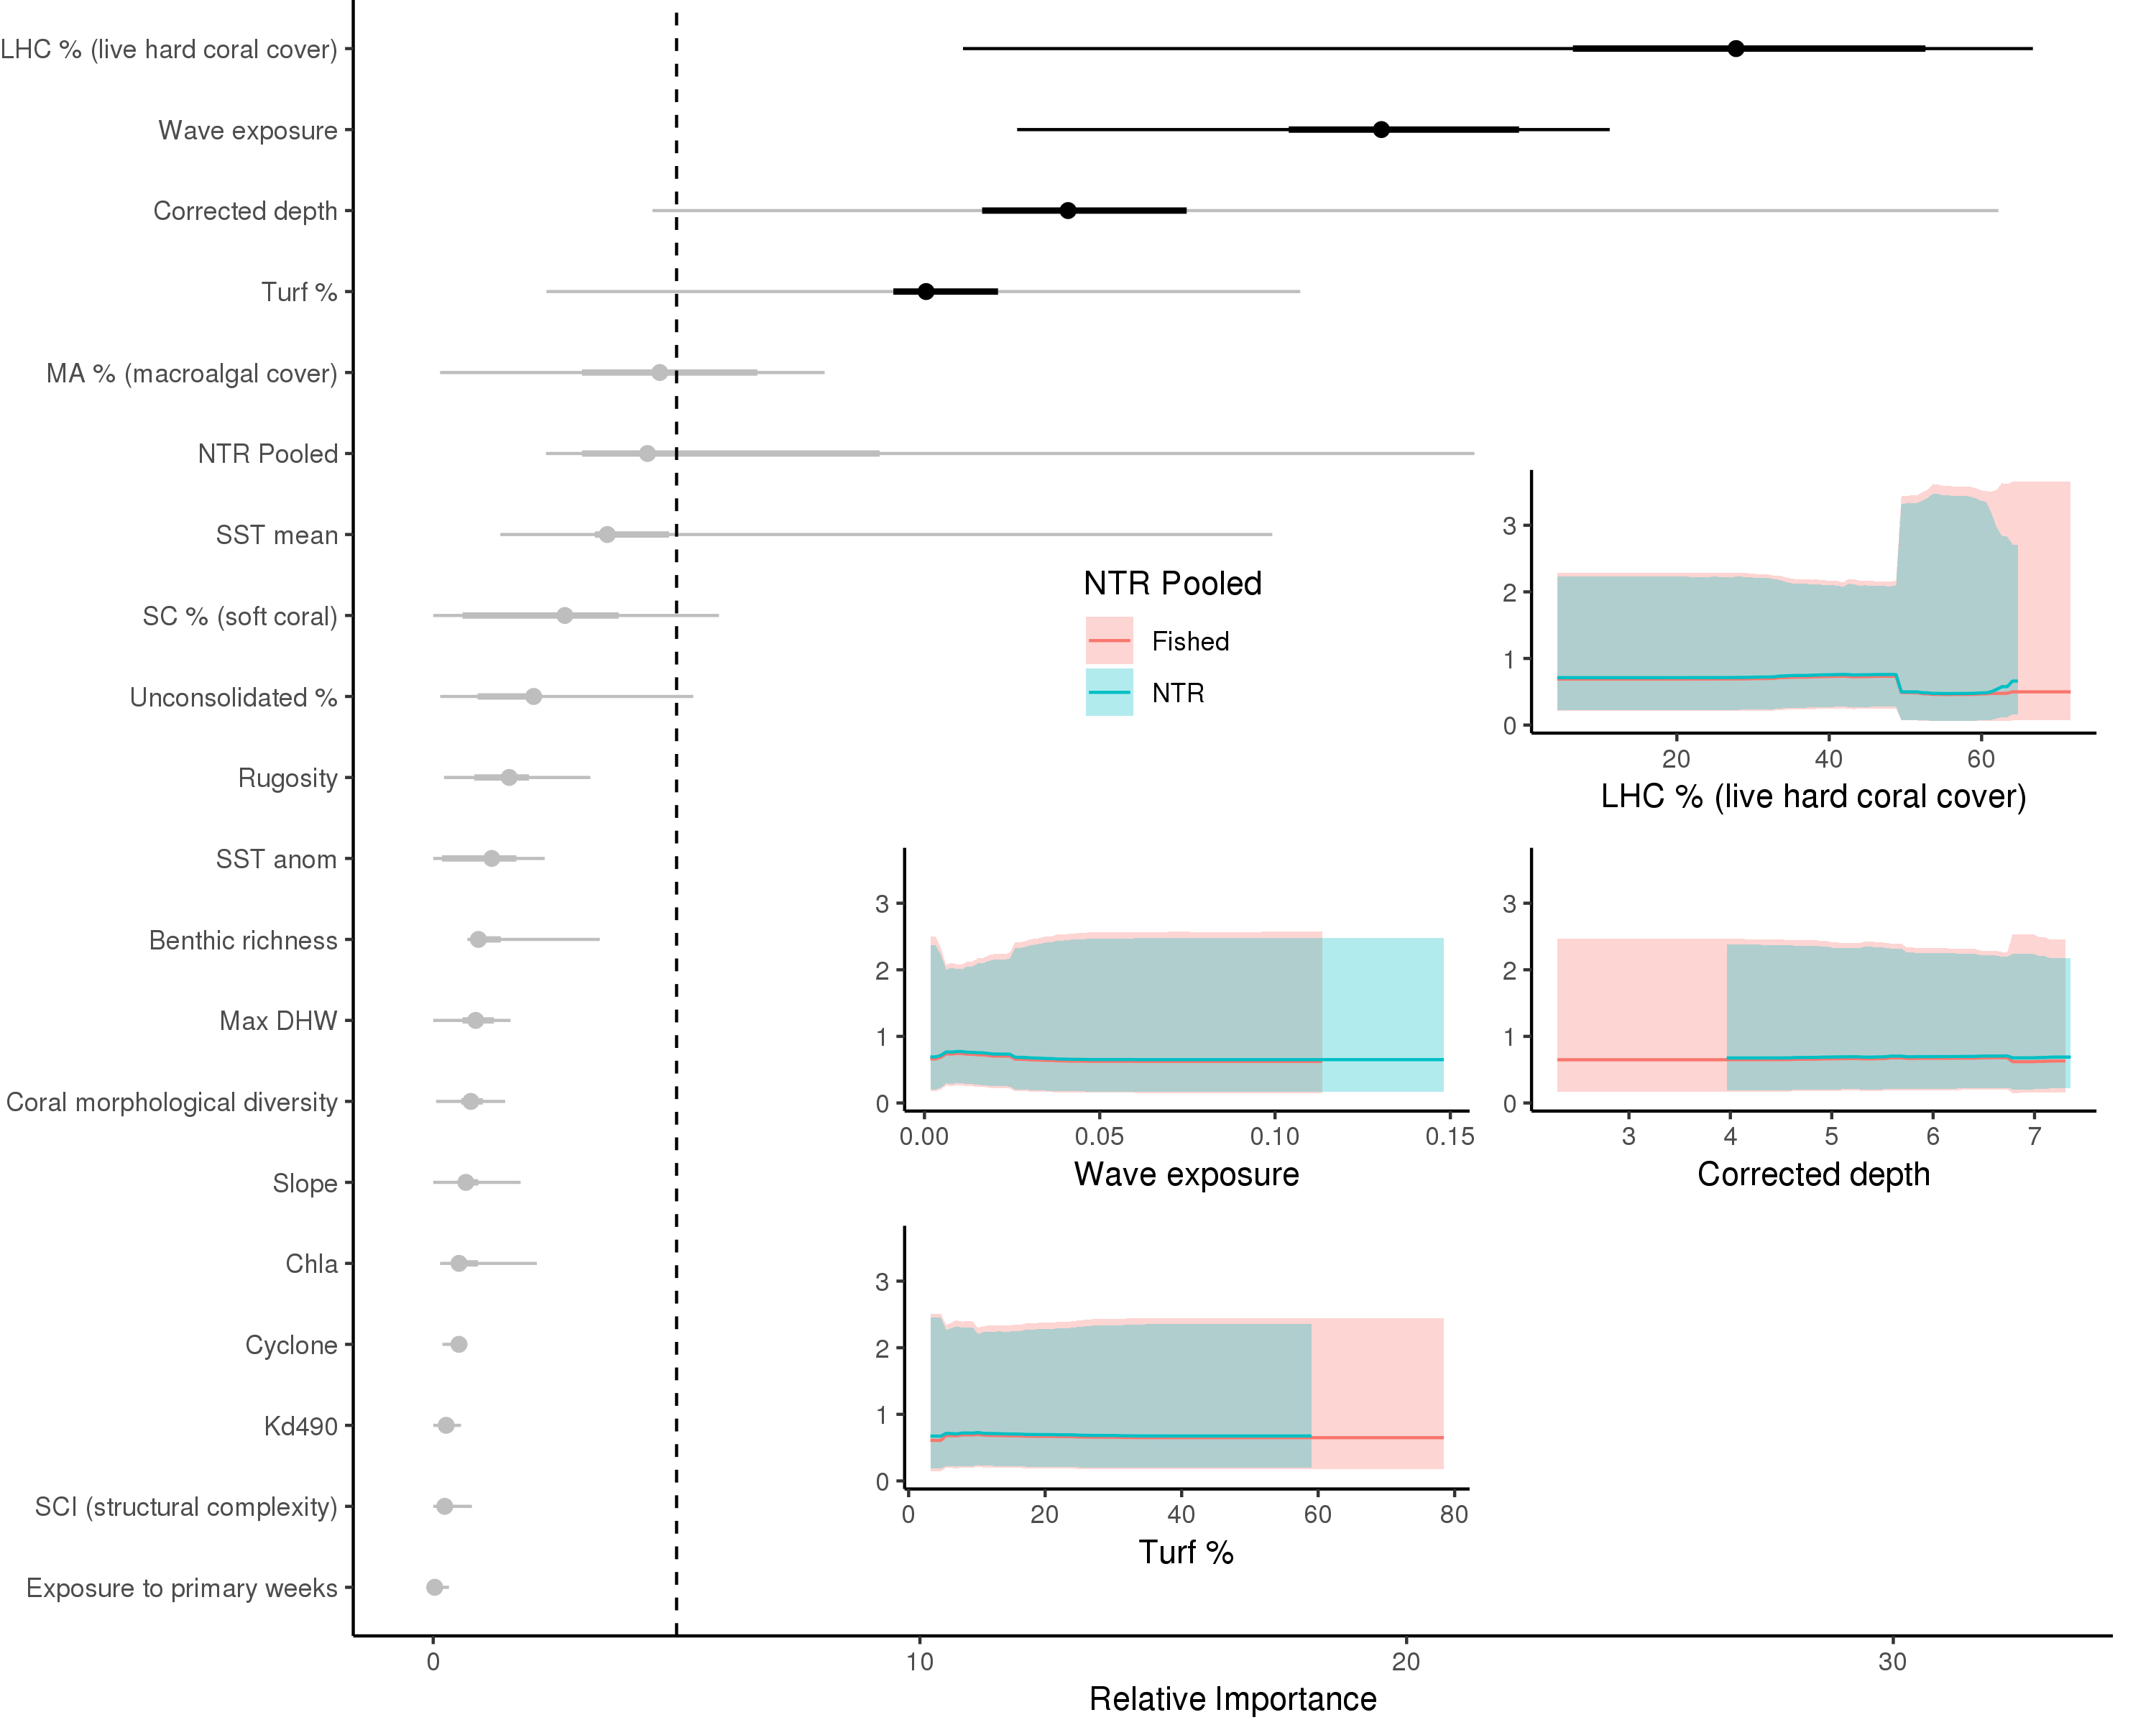 LHC % (live hard coral cover)
Wave exposure
Corrected depth
Turf %
MA % (macroalgal cover)
NTR Pooled
SST mean
SC % (soft coral)
Unconsolidated %
Rugosity
SST anom
Benthic richness
Max DHW
Coral morphological diversity
Slope
Chla
Cyclone
Kd490
SCI (structural complexity)
Exposure to primary weeks
0 10 20 30
Relative Importance
NTR Pooled
Fished
NTR
3
2
1
0
20 40 60
LHC % (live hard coral cover)
3
2
1
0
0.00 0.05 0.10 0.15
Wave exposure
3
2
1
0
3 4 5 6 7
Corrected depth
3
2
1
0
0 20 40 60 80
Turf %